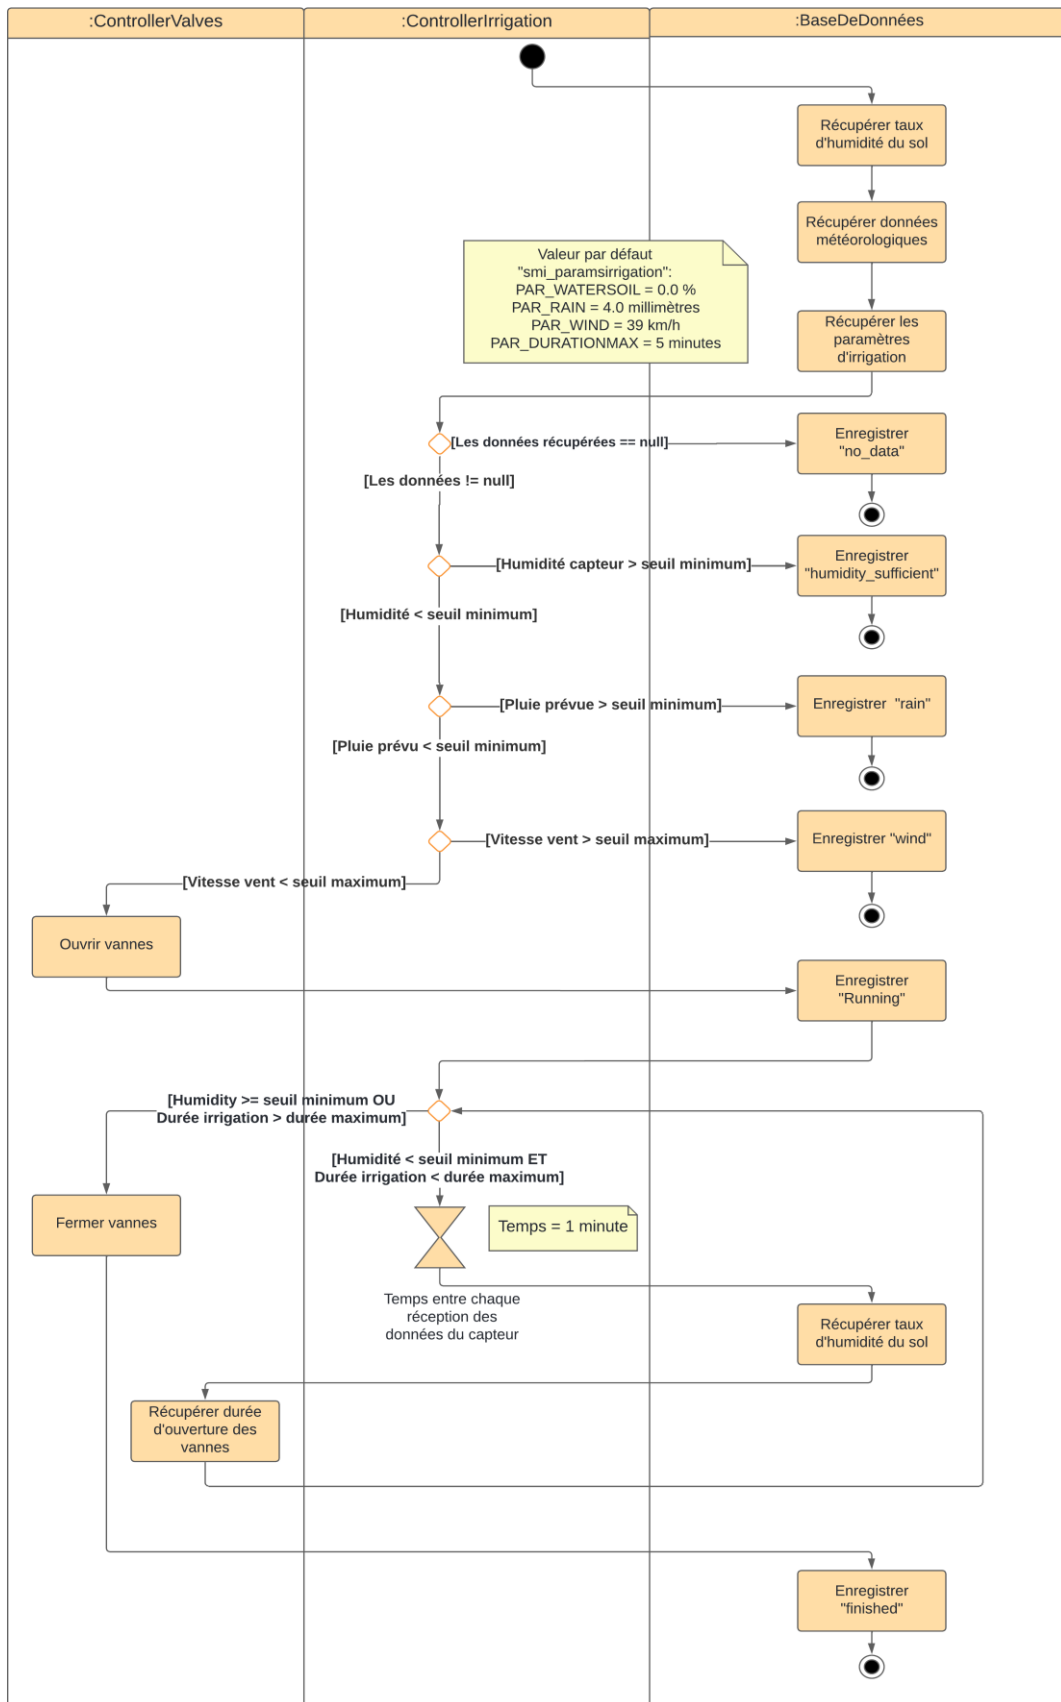 :ControllerValves
:ControllerIrrigation
:BaseDeDonnées
Récupérer taux
d'humidité du sol
Récupérer données
météorologiques
Valeur par défaut
"smi_paramsirrigation":
PAR_WATERSOIL = 0.0 %
PAR_RAIN = 4.0 millimètres
PAR_WIND = 39 km/h
PAR_DURATIONMAX = 5 minutes
Récupérer les
paramètres
d'irrigation
[Les données récupérées == null]
Enregistrer
"no_data"
[Les données != null]
[Humidité capteur > seuil minimum]
Enregistrer
"humidity_sufficient"
[Humidité < seuil minimum]
[Pluie prévue > seuil minimum]
Enregistrer "rain"
[Pluie prévu < seuil minimum]
[Vitesse vent > seuil maximum]
Enregistrer "wind"
[Vitesse vent < seuil maximum]
Ouvrir vannes
Enregistrer
"Running"
[Humidity >= seuil minimum OU
Durée irrigation > durée maximum]
[Humidité < seuil minimum ET
Durée irrigation < durée maximum]
Fermer vannes
Temps = 1 minute
Temps entre chaque
réception des
données du capteur
Récupérer taux
d'humidité du sol
Récupérer durée
d'ouverture des
vannes
Enregistrer
"finished"